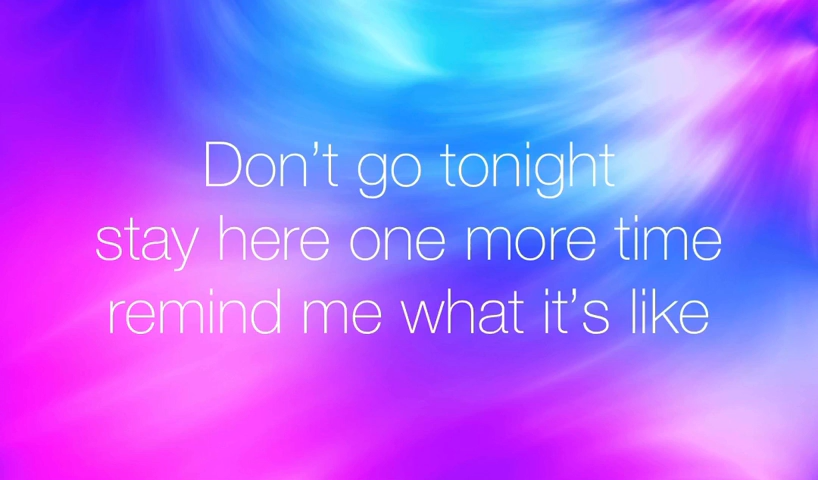 Don’t go tonight
stay here one more time
remind me what it’s like